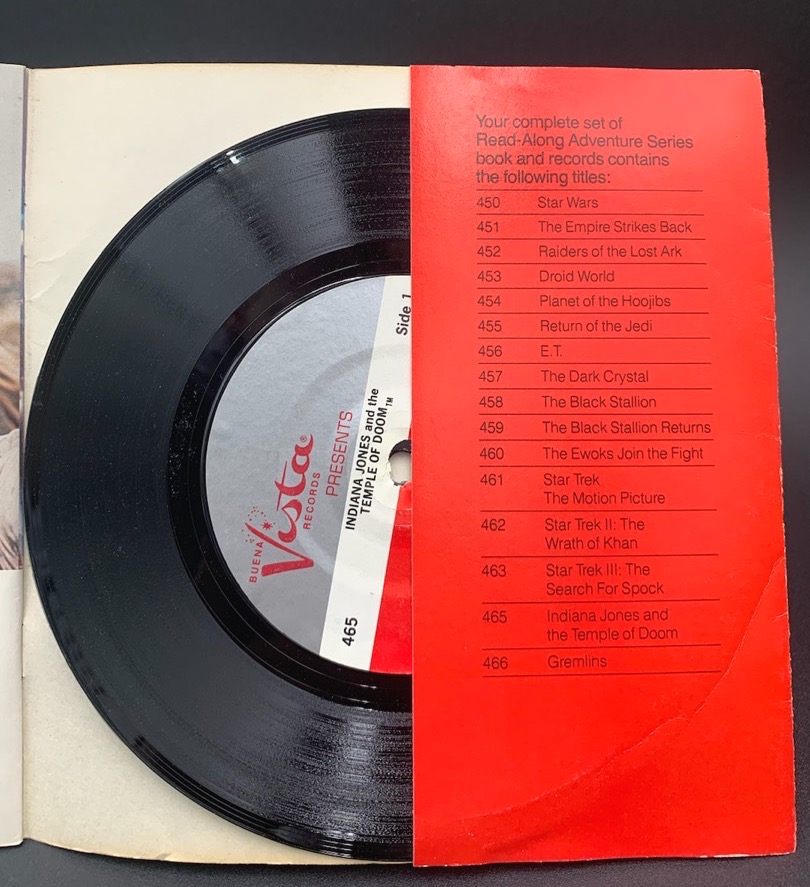 BUENA
Vista®
RECORDS
PRESENTS
INDIANA JONES and the
TEMPLE OF DOOM™
Side 1
465
Your complete set of
Read-Along Adventure Series
book and records contains
the following titles:
450 Star Wars
451 The Empire Strikes Back
452 Raiders of the Lost Ark
453 Droid World
454 Planet of the Hoojibs
455 Return of the Jedi
456 E.T.
457 The Dark Crystal
458 The Black Stallion
459 The Black Stallion Returns
460 The Ewoks Join the Fight
461 Star Trek
The Motion Picture
462 Star Trek II: The
Wrath of Khan
463 Star Trek III: The
Search For Spock
465 Indiana Jones and
the Temple of Doom
466 Gremlins